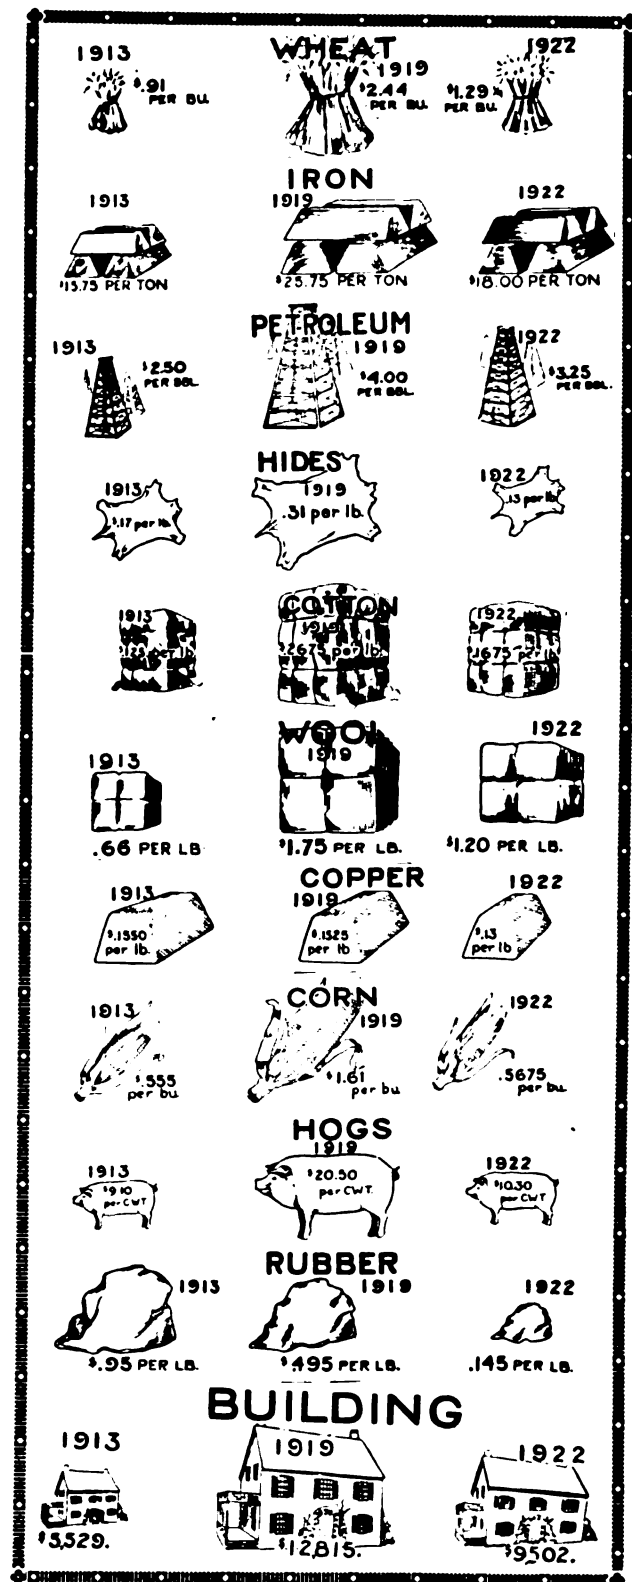 WHEAT
1913
$.91
PER BU.
1919
$2.44
PER BU.
1922
$1.29½
PER BU.
IRON
1913
$15.75 PER TON
1919
$25.75 PER TON
1922
$18.00 PER TON
PETROLEUM
1913
$2.50
PER BBL.
1919
$4.00
PER BBL.
1922
$3.25
PER BBL.
HIDES
1913
$.17 per lb.
1919
.31 per lb.
1922
.13 per lb.
COTTON
1913
per lb.
1919
.2675 per lb.
1922
.1675 per lb
WOOL
1913
.66 PER LB
1919
$1.75 PER LB.
1922
$1.20 PER LB.
COPPER
1913
$.1550
per lb.
1919
$.1525
per lb
1922
$.13
per lb
CORN
1913
$.555
per bu.
1919
$1.61
per bu.
1922
.5675
per bu.
HOGS
1913
$9.10
per CWT.
1919
$20.50
per CWT.
1922
$10.30
per CWT.
RUBBER
1913
$.95 PER LB.
1919
$.495 PER LB.
1922
.145 PER LB.
BUILDING
1913
$5,529.
1919
$12,815.
1922
$9502.